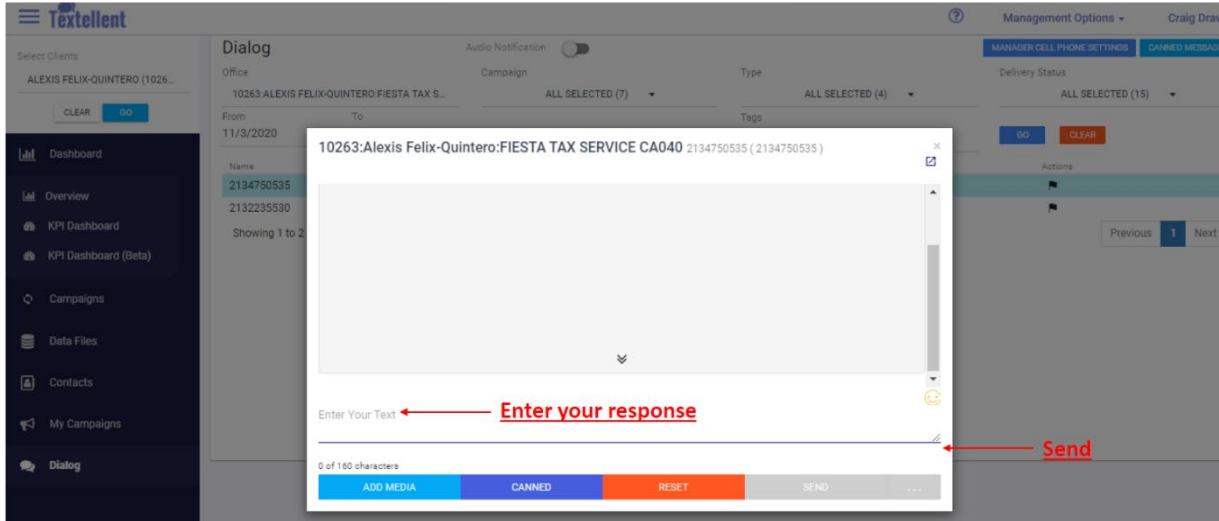 Textellent
Management Options
Craig Drav
Select Clients
ALEXIS FELIX-QUINTERO (1026...
CLEAR GO
Dashboard
Overview
KPI Dashboard
KPI Dashboard (Beta)
Campaigns
Data Files
Contacts
My Campaigns
Dialog
Dialog
Audio Notification
MANAGER CELL PHONE SETTINGS CANNED MESSAG
Office Campaign Type Delivery Status
10263:ALEXIS FELIX-QUINTERO:FIESTA TAX S... ALL SELECTED (7) ALL SELECTED (4) ALL SELECTED (15)
From To Tags
11/3/2020
GO CLEAR
Name Actions
2134750535
2132235530
Showing 1 to 2
Previous 1 Next
10263:Alexis Felix-Quintero:FIESTA TAX SERVICE CA040 2134750535 ( 2134750535 )
Enter Your Text
Enter your response
Send
0 of 160 characters
ADD MEDIA CANNED RESET SEND ...